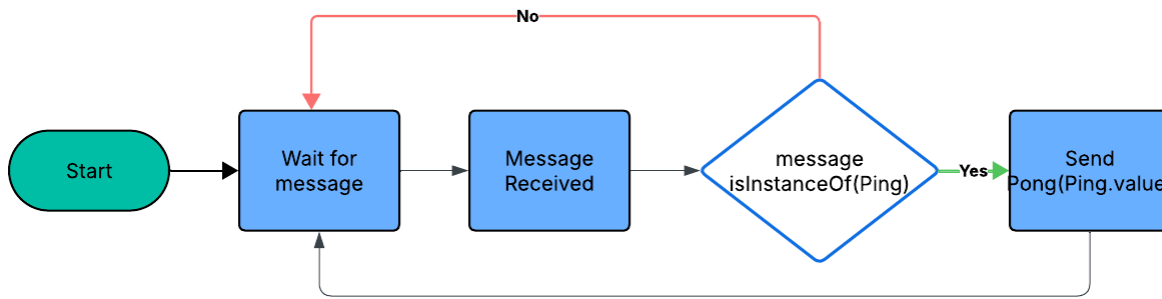 No
Start
Wait for
message
Message
Received
message
isInstanceOf(Ping)
Yes
Send
Pong(Ping.value